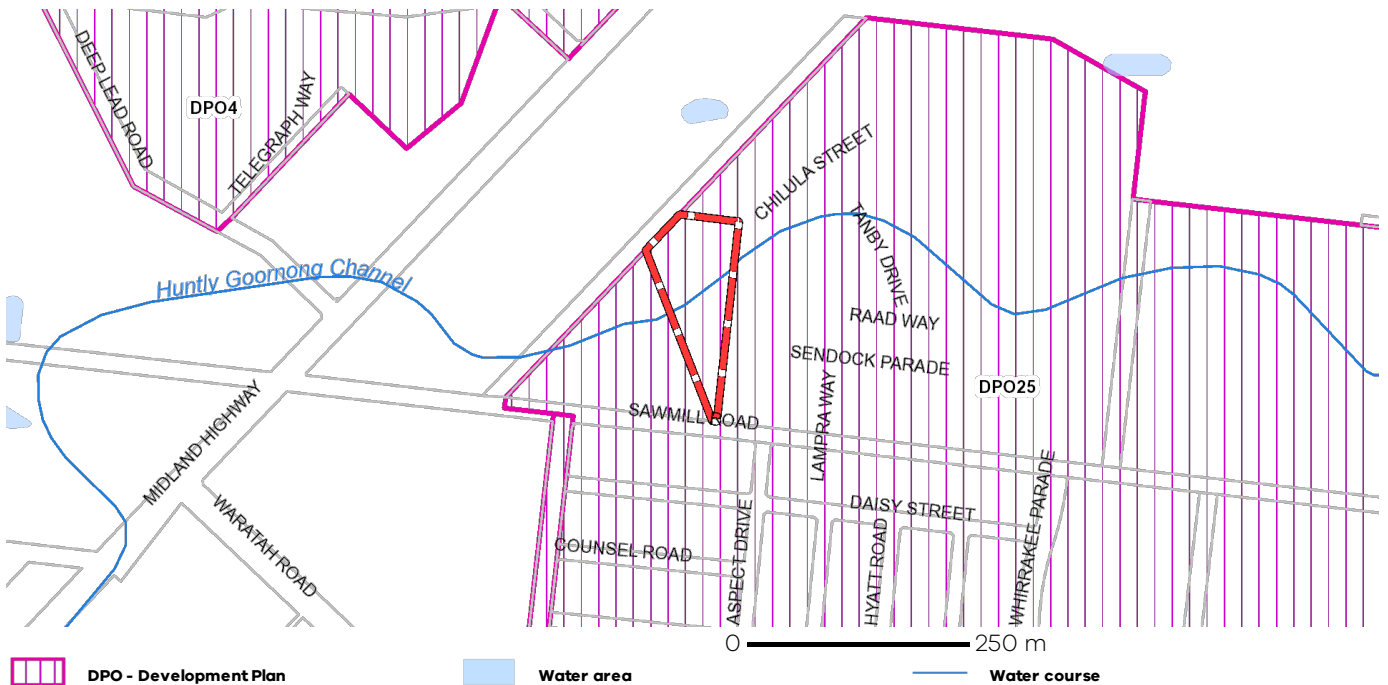 DEEP LEAD ROAD
DPO4
TELEGRAPH WAY
CHILULA STREET
TANBY DRIVE
Huntly Goornong Channel
RAAD WAY
SENDOCK PARADE
DPO25
MIDLAND HIGHWAY
SAWMILL ROAD
LAMPRA WAY
WARATAH ROAD
COUNSEL ROAD
ASPECT DRIVE
DAISY STREET
HYATT ROAD
WHIRRAKEE PARADE
0 250 m
DPO - Development Plan
Water area
Water course